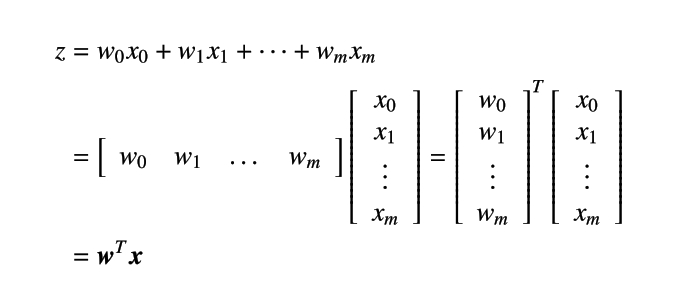 z = w₀x₀ + w₁x₁ + ⋯ + wₘxₘ
= [ w₀ w₁ … wₘ ] [ x₀ x₁ ⋮ xₘ ] = [ w₀ w₁ ⋮ wₘ ]ᵀ [ x₀ x₁ ⋮ xₘ ]
= wᵀx